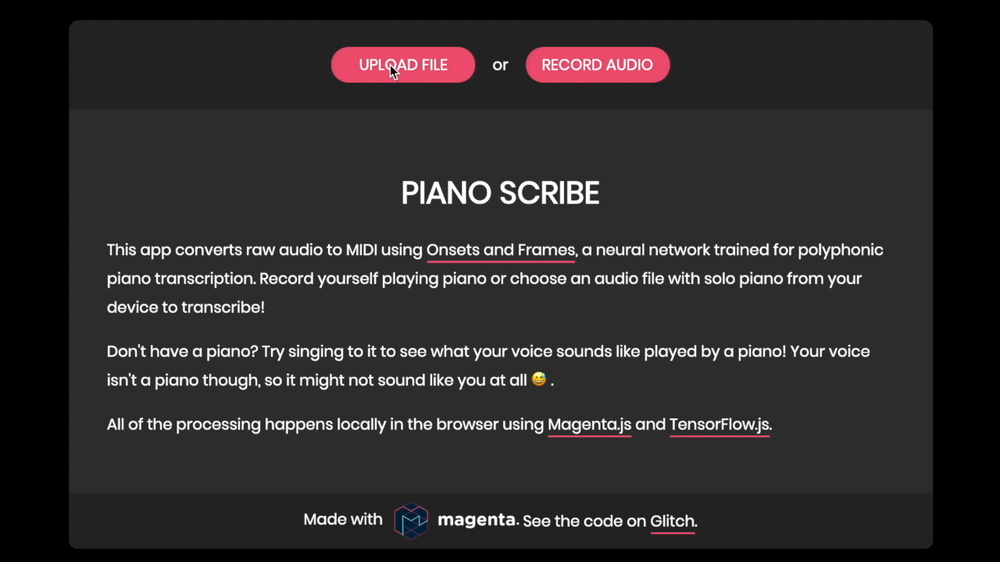 UPLOAD FILE or RECORD AUDIO
PIANO SCRIBE
This app converts raw audio to MIDI using Onsets and Frames, a neural network trained for polyphonic
piano transcription. Record yourself playing piano or choose an audio file with solo piano from your
device to transcribe!
Don't have a piano? Try singing to it to see what your voice sounds like played by a piano! Your voice
isn't a piano though, so it might not sound like you at all 😅 .
All of the processing happens locally in the browser using Magenta.js and TensorFlow.js.
Made with magenta. See the code on Glitch.